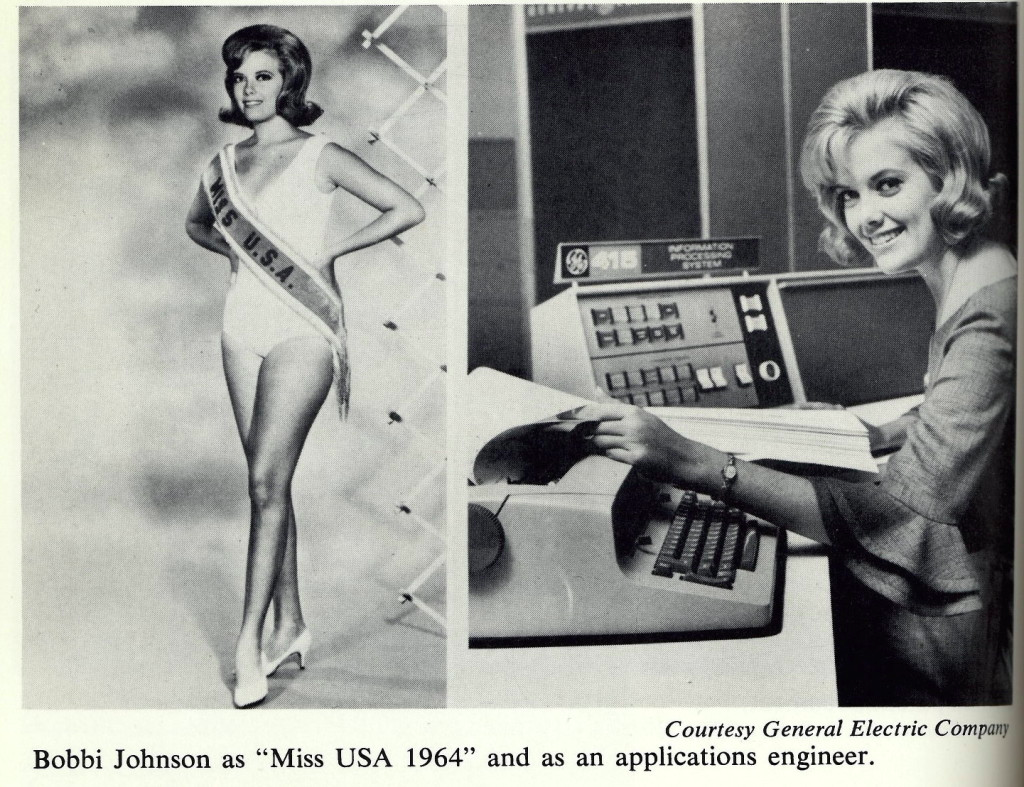 Miss U.S.A.
GE 415 INFORMATION
PROCESSING
SYSTEM
Courtesy General Electric Company
Bobbi Johnson as “Miss USA 1964” and as an applications engineer.